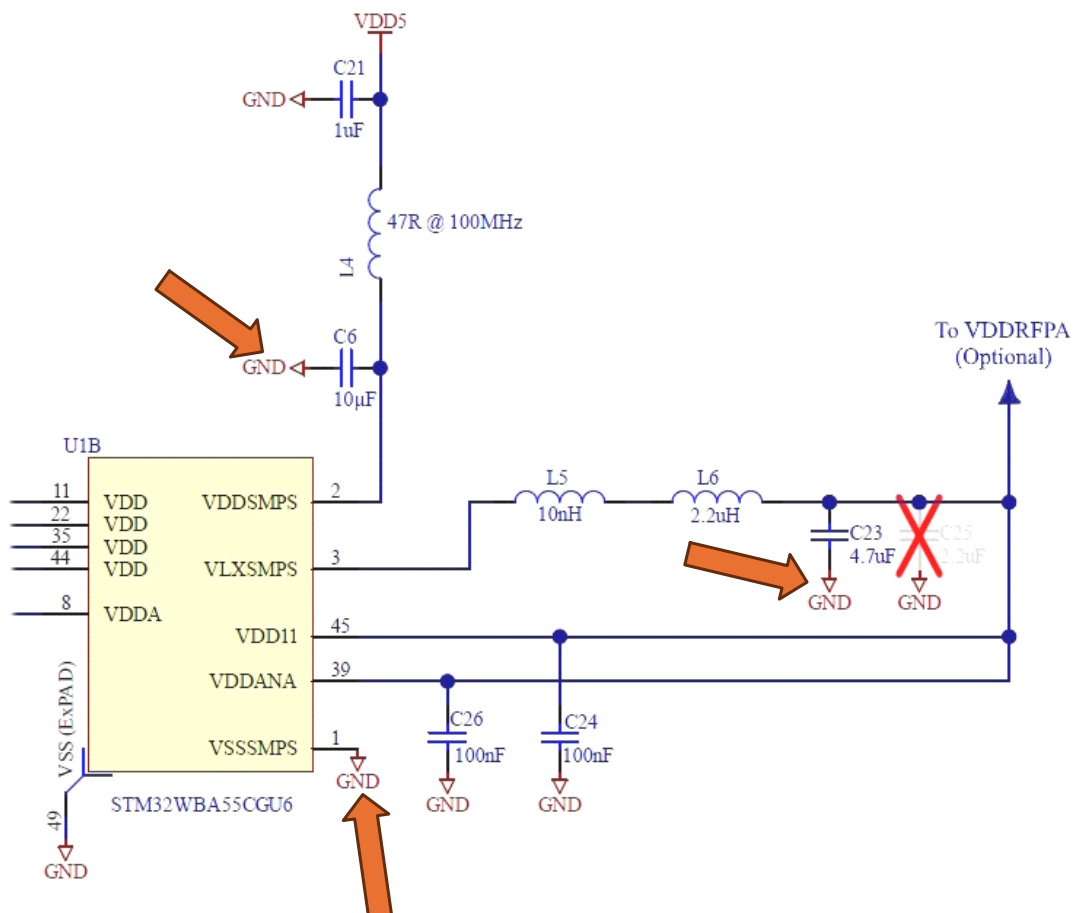 VDD5
C21
GND
1uF
47R @ 100MHz
L4
C6
GND
10µF
To VDDRFPA
(Optional)
U1B
11 VDD
22 VDD
35 VDD
44 VDD
8 VDDA
VDDSMPS 2
VLXSMPS 3
VDD11 45
VDDANA 39
VSSSMPS 1
L5
10nH
L6
2.2uH
C23
4.7uF
GND
C25
2.2uF
GND
C26
100nF
GND
C24
100nF
GND
GND
VSS (ExPAD)
49
GND
STM32WBA55CGU6